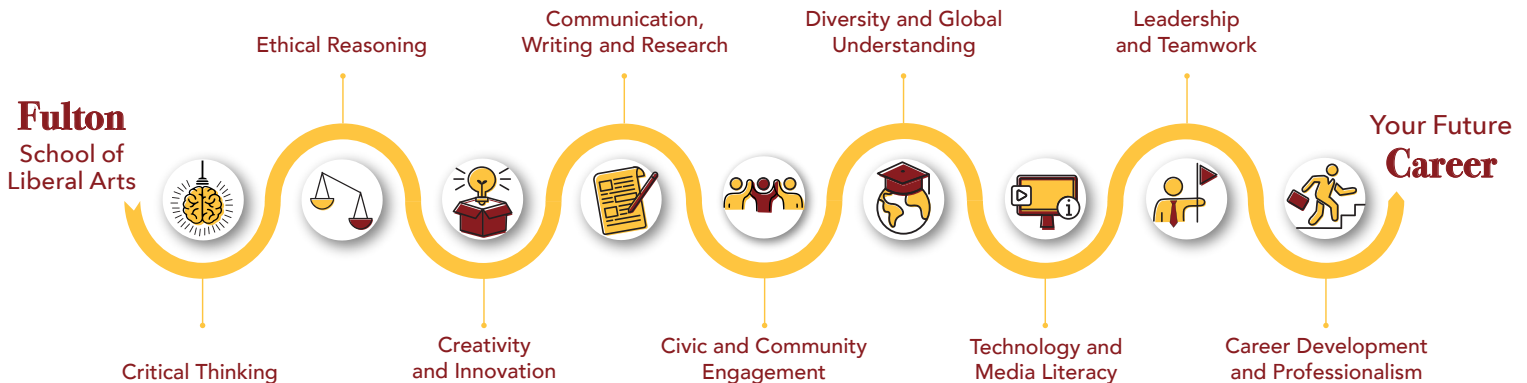 Fulton
School of
Liberal Arts
Critical Thinking
Ethical Reasoning
Creativity
and Innovation
Communication,
Writing and Research
Civic and Community
Engagement
Diversity and Global
Understanding
Technology and
Media Literacy
Leadership
and Teamwork
Career Development
and Professionalism
Your Future
Career